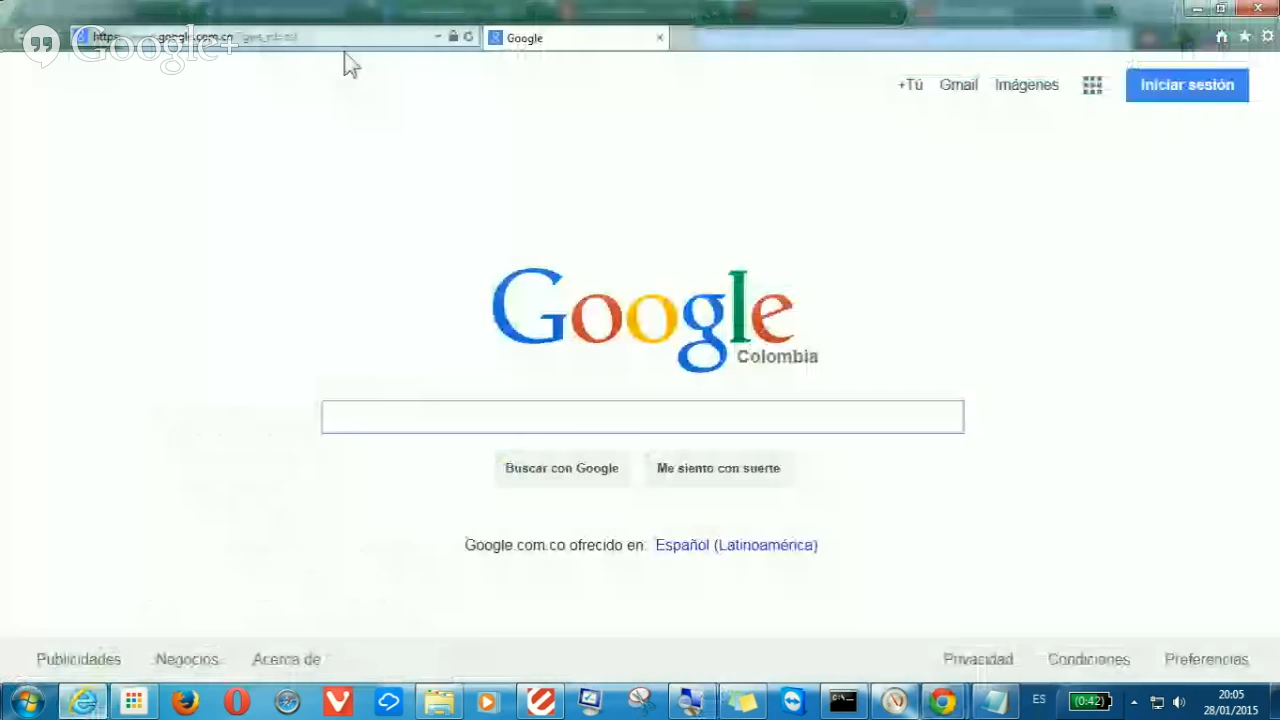 Google+
google.com.co
Google
+Tú Gmail Imágenes Iniciar sesión
Google
Colombia
Buscar con Google Me siento con suerte
Google.com.co ofrecido en: Español (Latinoamérica)
Publicidades Negocios Acerca de Privacidad Condiciones Preferencias
ES (0:42) 20:05
28/01/2015